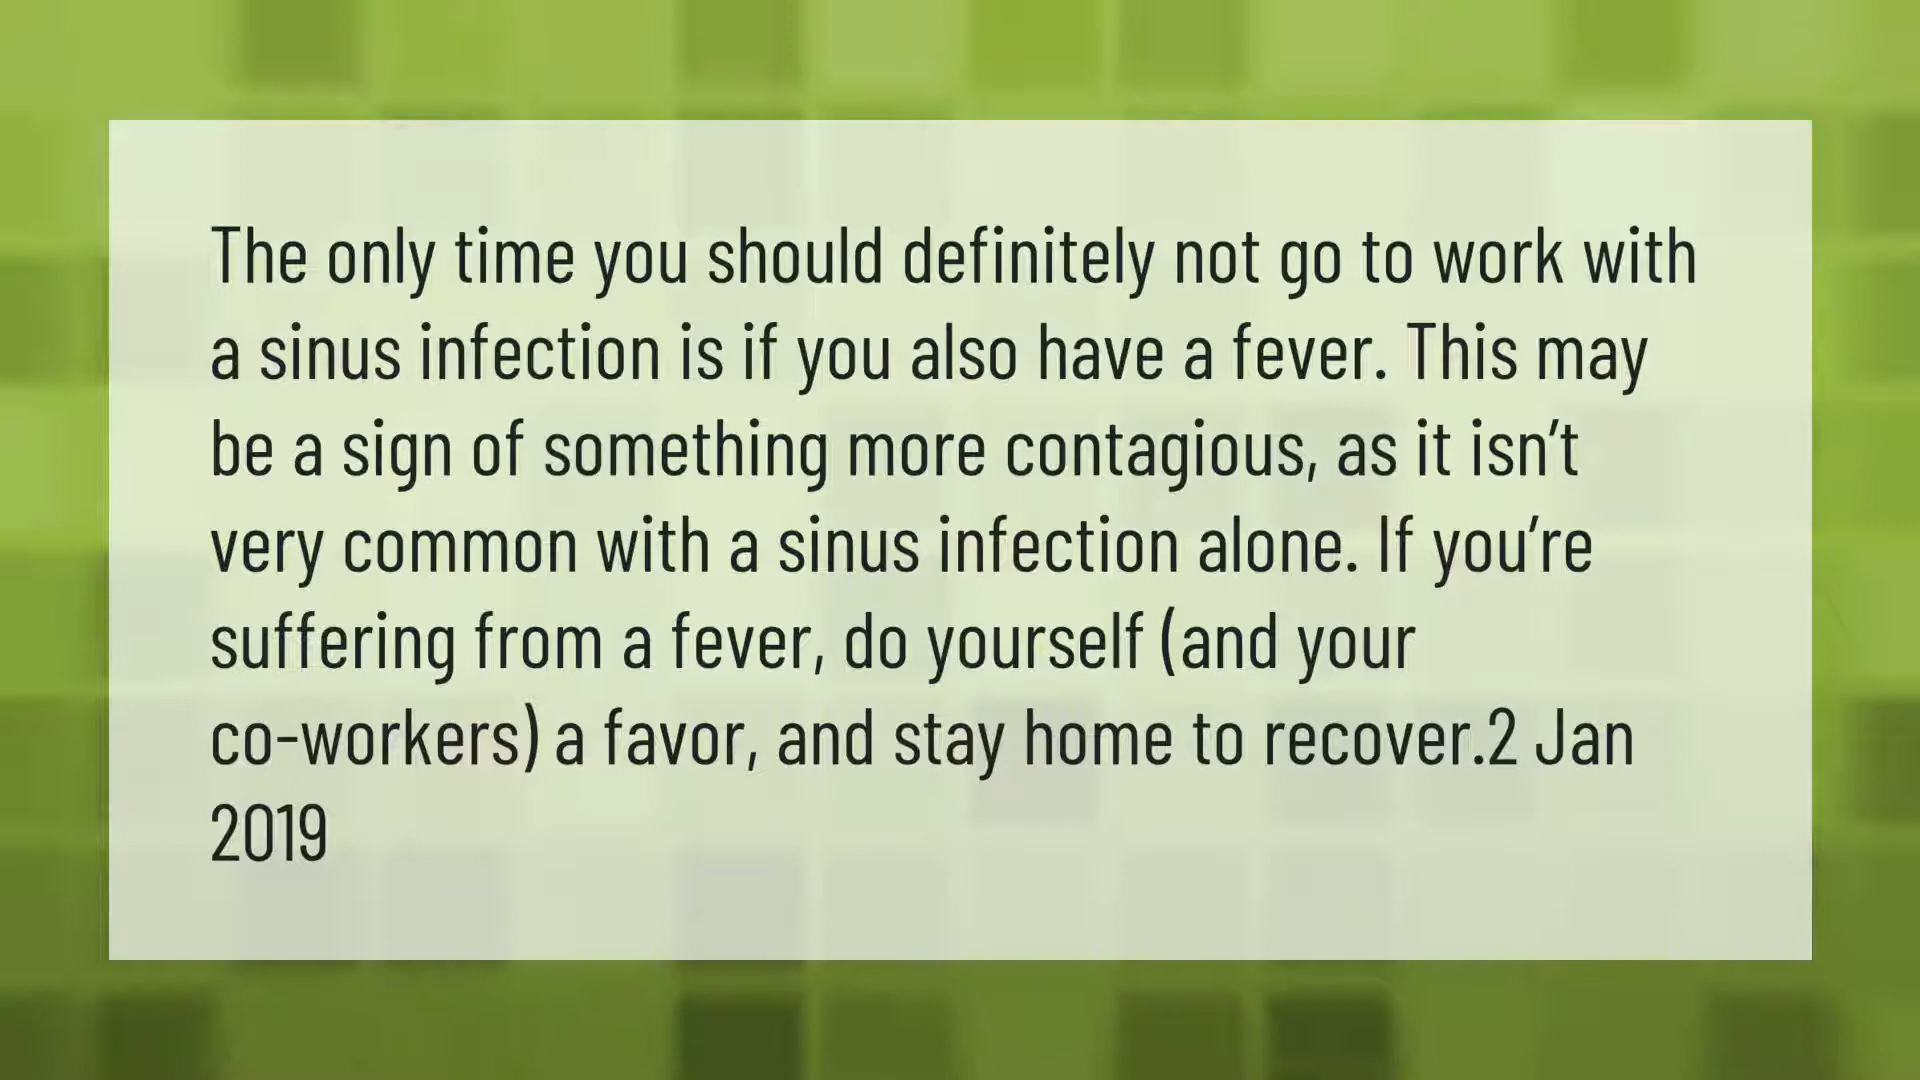 The only time you should definitely not go to work with
a sinus infection is if you also have a fever. This may
be a sign of something more contagious, as it isn’t
very common with a sinus infection alone. If you’re
suffering from a fever, do yourself (and your
co-workers) a favor, and stay home to recover.2 Jan
2019